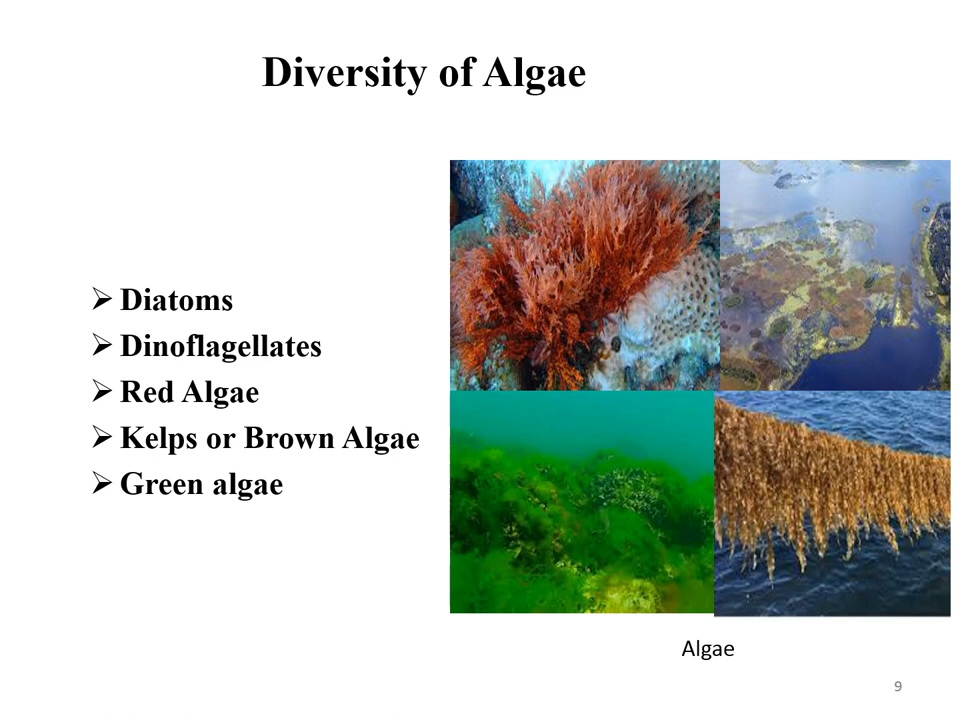 Diversity of Algae
➢ Diatoms
➢ Dinoflagellates
➢ Red Algae
➢ Kelps or Brown Algae
➢ Green algae
Algae
9